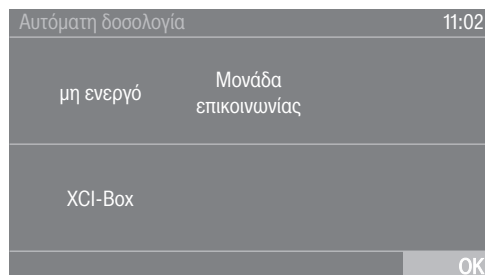 Αυτόματη δοσολογία 11:02
μη ενεργό
Μονάδα
επικοινωνίας
XCI-Box
OK